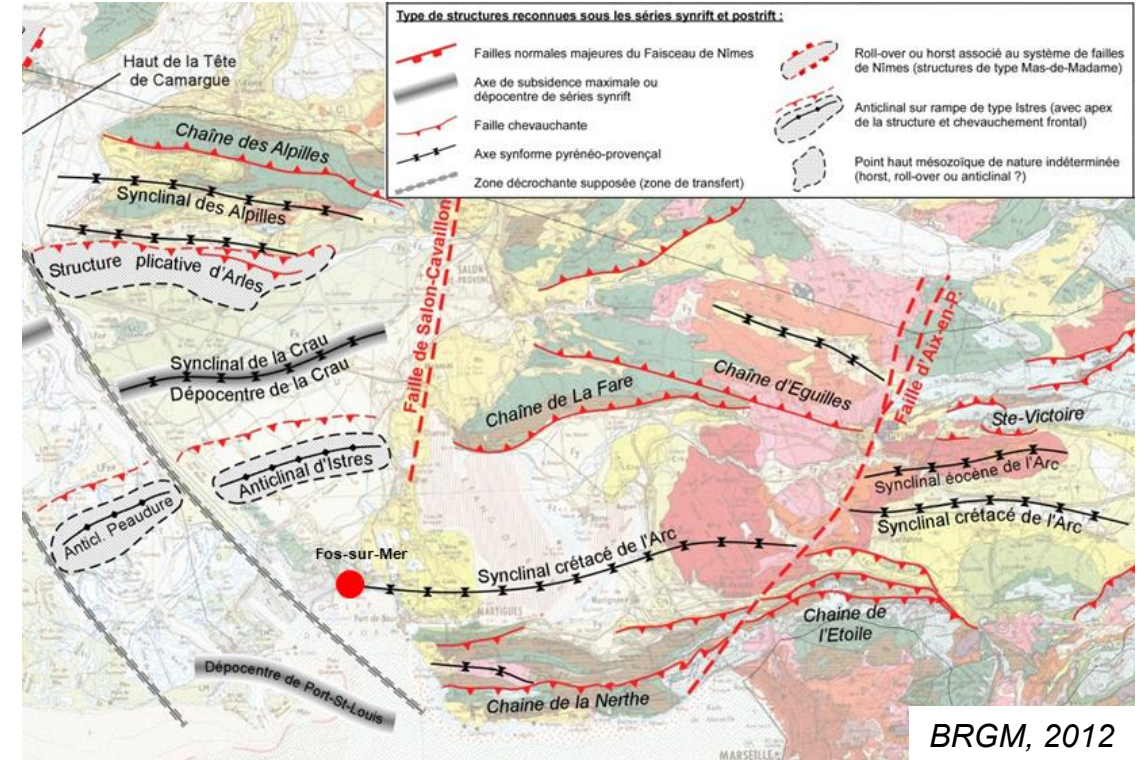 Type de structures reconnues sous les séries synrift et postrift :
Failles normales majeures du Faisceau de Nîmes
Axe de subsidence maximale ou
dépocentre de séries synrift
Faille chevauchante
Axe synforme pyrénéo-provençal
Zone décrochante supposée (zone de transfert)
Roll-over ou horst associé au système de failles
de Nîmes (structures de type Mas-de-Madame)
Anticlinal sur rampe de type Istres (avec apex
de la structure et chevauchement frontal)
Point haut mésozoïque de nature indéterminée
(horst, roll-over ou anticlinal ?)
Haut de la Tête
de Camargue
Chaîne des Alpilles
Synclinal des Alpilles
Structure plicative d'Arles
Faille de Salon-Cavaillon
SALON
Synclinal de la Crau
Dépocentre de la Crau
Chaîne de La Fare
Chaîne d'Eguilles
Faille d'Aix-en-P.
Ste-Victoire
Anticlinal d'Istres
Synclinal éocène de l'Arc
Anticl. Peaudure
Synclinal crétacé de l'Arc
Fos-sur-Mer
Synclinal crétacé de l'Arc
MARTIGUES
Marignane
Port de Bouc
Chaine de
l'Etoile
Dépocentre de Port-St-Louis
Chaine de la Nerthe
MARSEILLE
BRGM, 2012